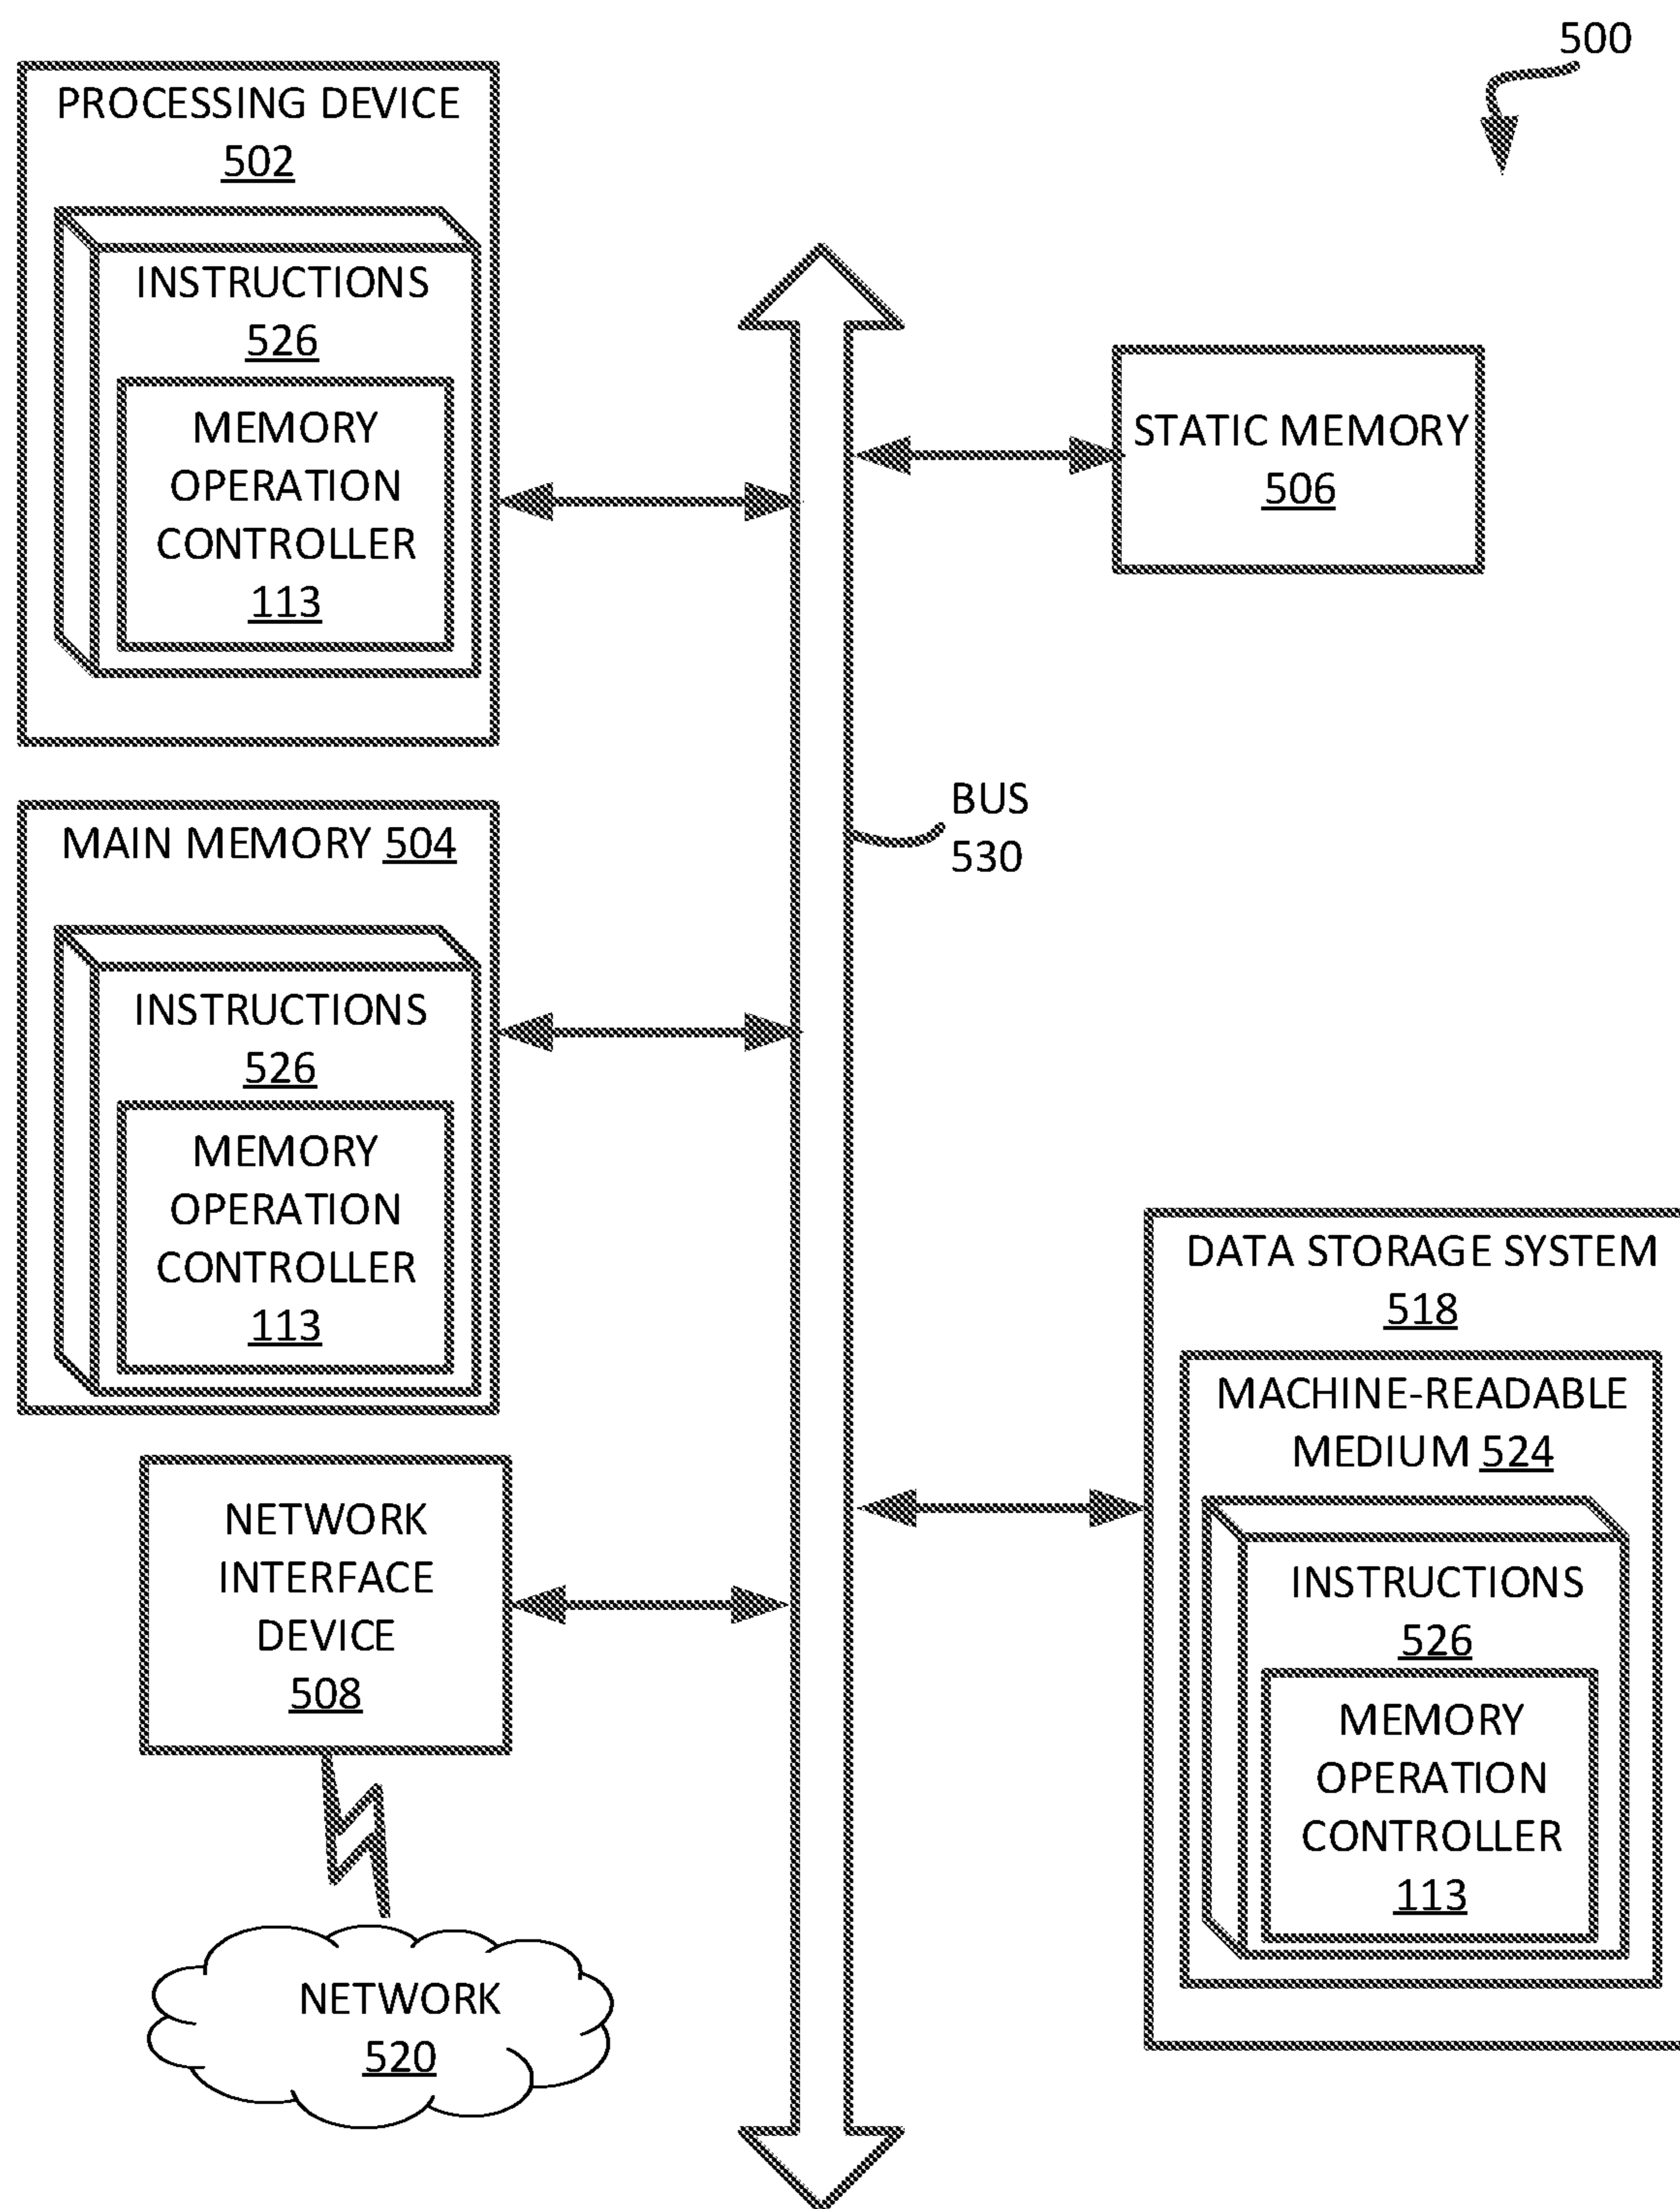 500
PROCESSING DEVICE
502
INSTRUCTIONS
526
MEMORY
OPERATION
CONTROLLER
113
STATIC MEMORY
506
BUS
530
MAIN MEMORY 504
INSTRUCTIONS
526
MEMORY
OPERATION
CONTROLLER
113
DATA STORAGE SYSTEM
518
MACHINE-READABLE
MEDIUM 524
INSTRUCTIONS
526
MEMORY
OPERATION
CONTROLLER
113
NETWORK
INTERFACE
DEVICE
508
NETWORK
520